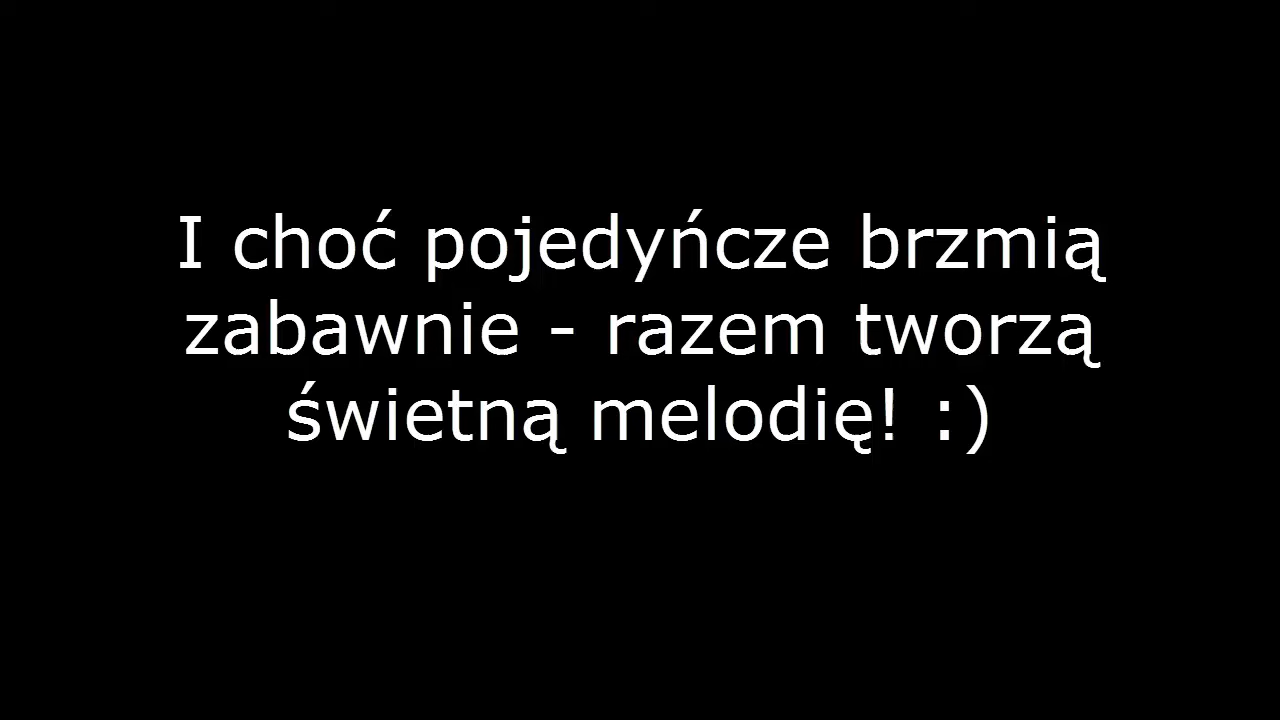 I choć pojedyńcze brzmią
zabawnie - razem tworzą
świetną melodię! :)